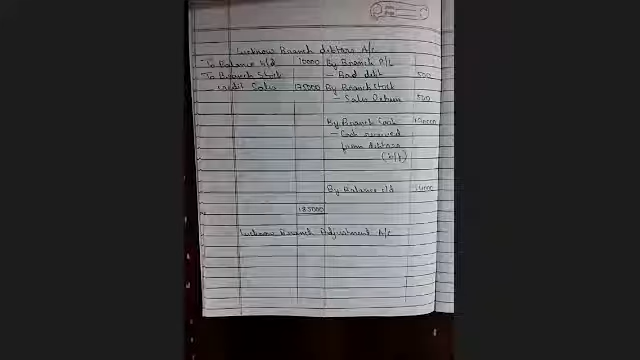 Lucknow Branch debtors A/c
To Balance b/d 10000 By Branch P/L
To Branch Stock - Bad debt 500
- credit Sales 175000 By Branch Stock
- Sales Return 500
By Branch Cash
- Cash received
from debtors
(b/f)
By Balance c/d
185000
Lucknow Branch Adjustment A/c